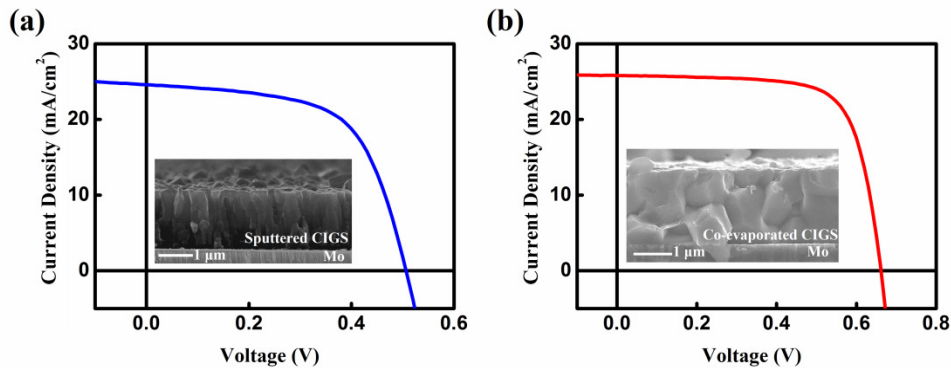 (a)
30
20
10
0
Current Density (mA/cm²)
0.0 0.2 0.4 0.6
Voltage (V)
Sputtered CIGS
1 μm
Mo
(b)
30
20
10
0
Current Density (mA/cm²)
0.0 0.2 0.4 0.6 0.8
Voltage (V)
Co-evaporated CIGS
1 μm
Mo